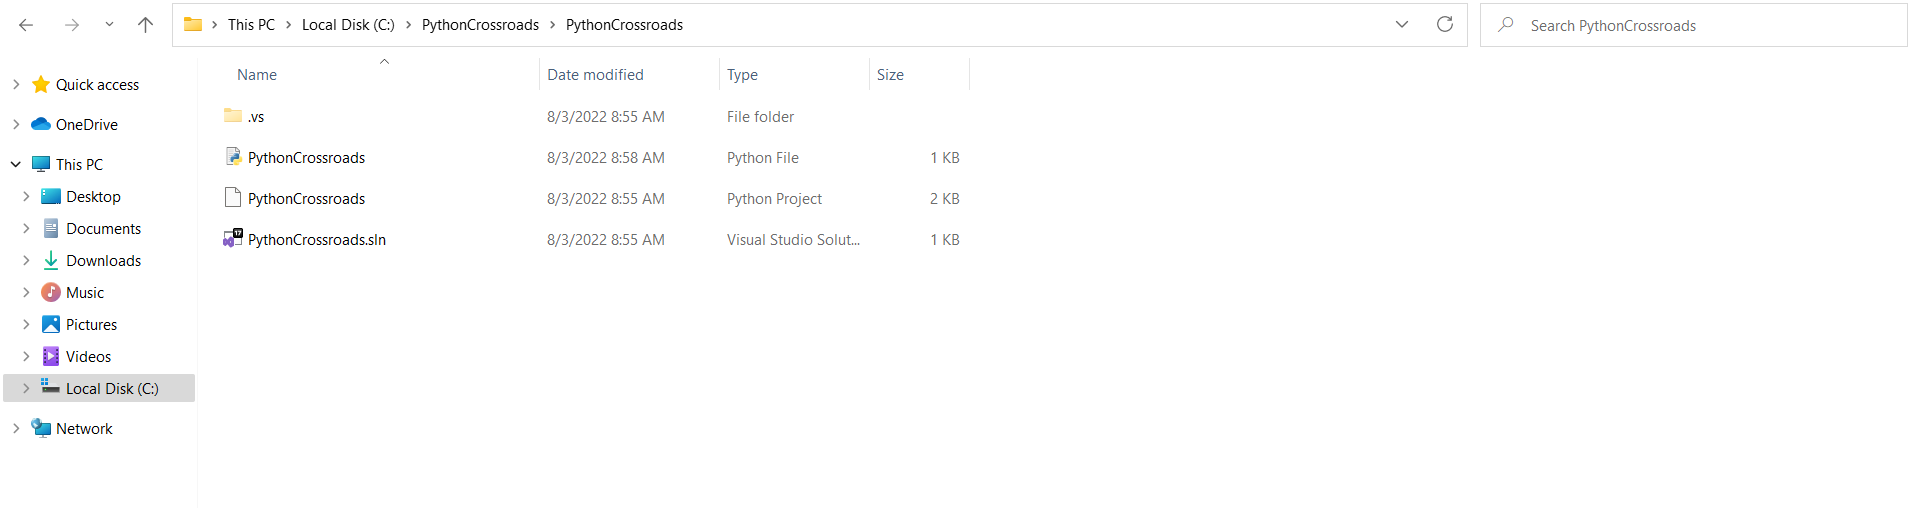 This PC > Local Disk (C:) > PythonCrossroads > PythonCrossroads
Search PythonCrossroads
Quick access
OneDrive
This PC
Desktop
Documents
Downloads
Music
Pictures
Videos
Local Disk (C:)
Network
Name Date modified Type Size
.vs 8/3/2022 8:55 AM File folder
PythonCrossroads 8/3/2022 8:58 AM Python File 1 KB
PythonCrossroads 8/3/2022 8:55 AM Python Project 2 KB
17
PythonCrossroads.sln 8/3/2022 8:55 AM Visual Studio Solut... 1 KB